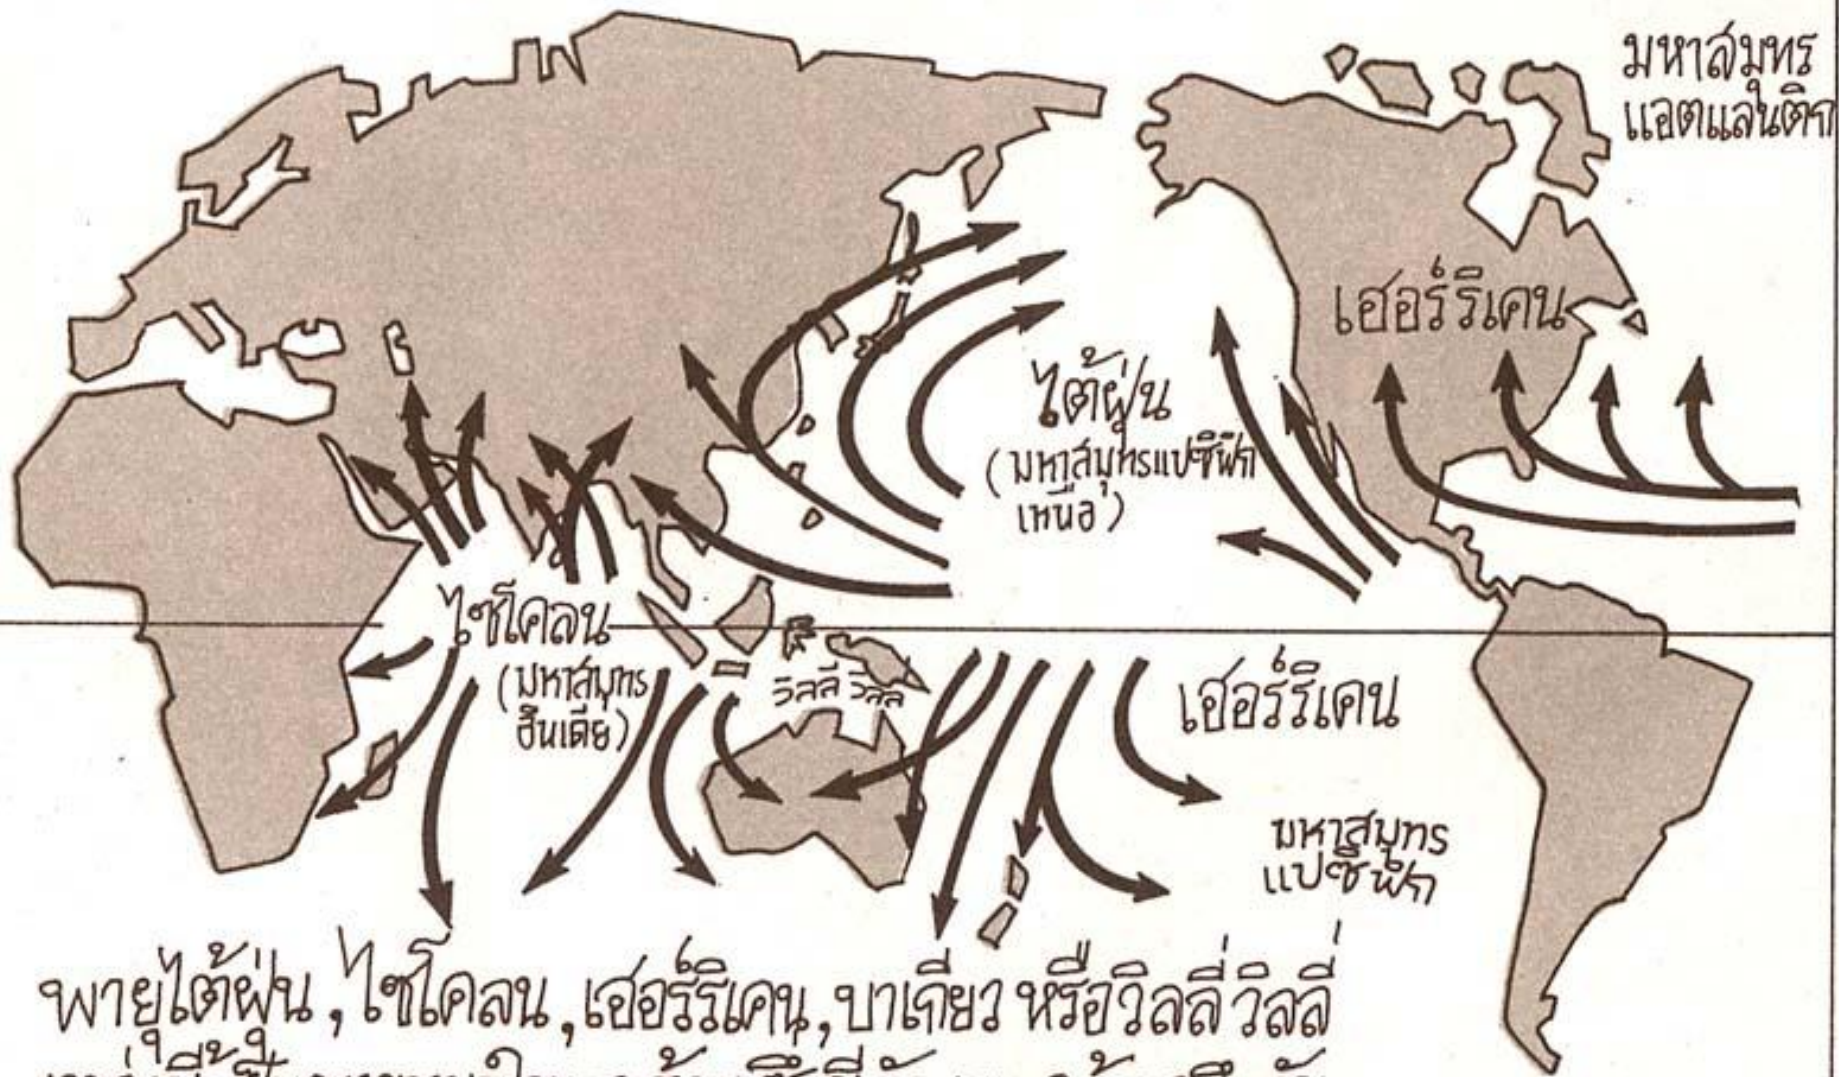 มหาสมุทร
แอตแลนติก
เฮอร์ริเคน
ไต้ฝุ่น
(มหาสมุทรแปซิฟิก
เหนือ)
ไซโคลน
(มหาสมุทร
อินเดีย)
วิลลี วิลลี
เฮอร์ริเคน
มหาสมุทร
แปซิฟิก
พายุไต้ฝุ่น, ไซโคลน, เฮอร์ริเคน, บาเกียว หรือวิลลี่ วิลลี่